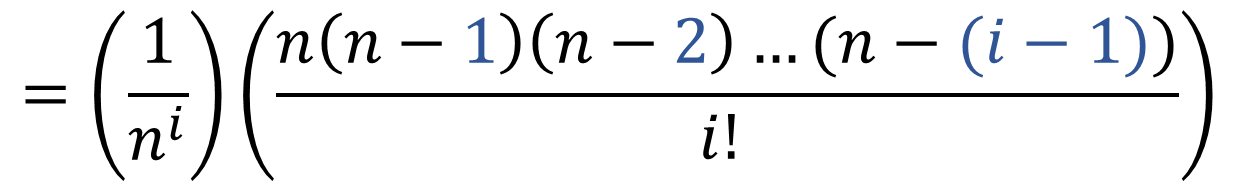 = (1/n^i) (n(n − 1)(n − 2) … (n − (i − 1))/i!)